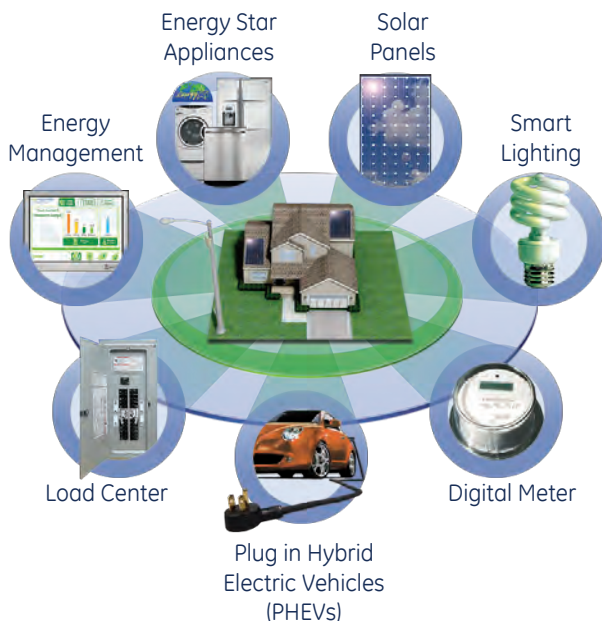 Energy Star
Appliances
Solar
Panels
Energy
Management
Smart
Lighting
Load Center
Digital Meter
Plug in Hybrid
Electric Vehicles
(PHEVs)